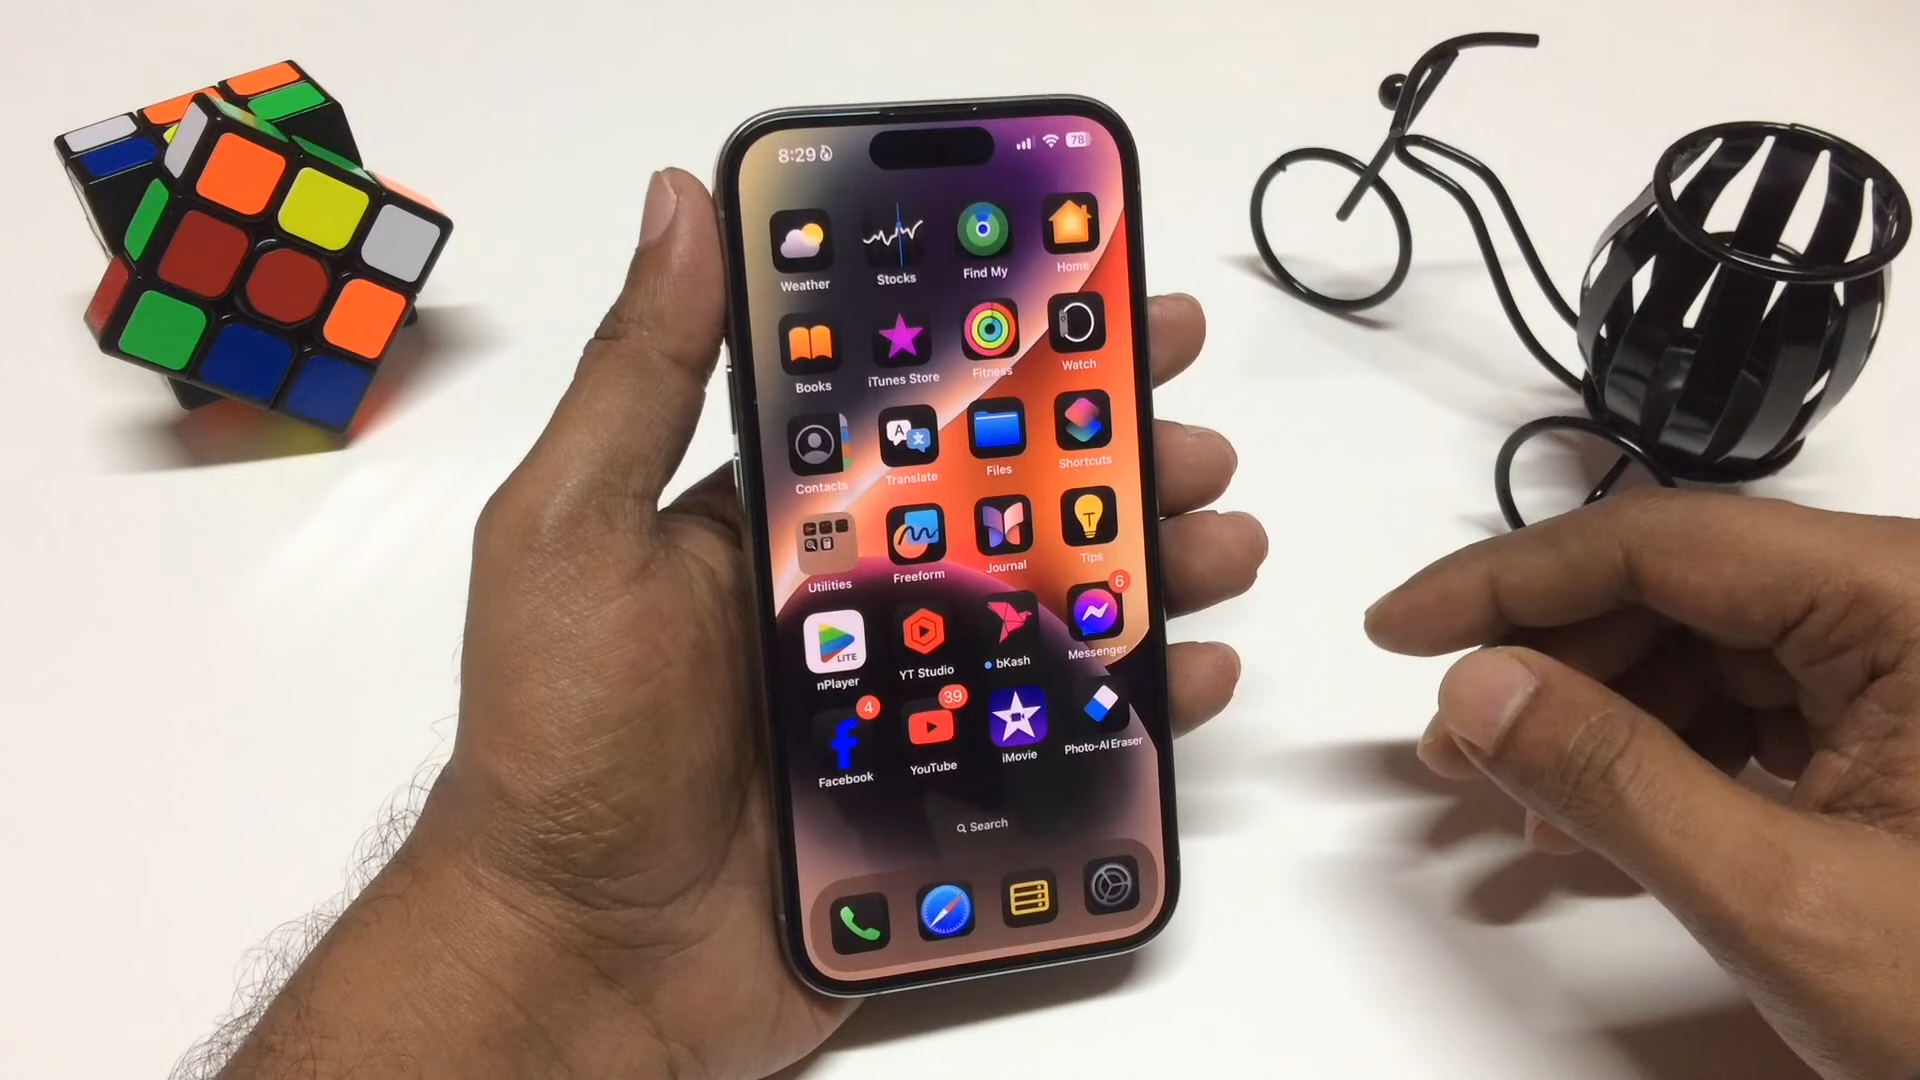 8:29 78
Weather Stocks Find My Home
Books iTunes Store Fitness Watch
Contacts Translate Files Shortcuts
Utilities Freeform Journal Tips
6
LITE
nPlayer YT Studio bKash Messenger
4 39
Facebook YouTube iMovie Photo-AI Eraser
Search